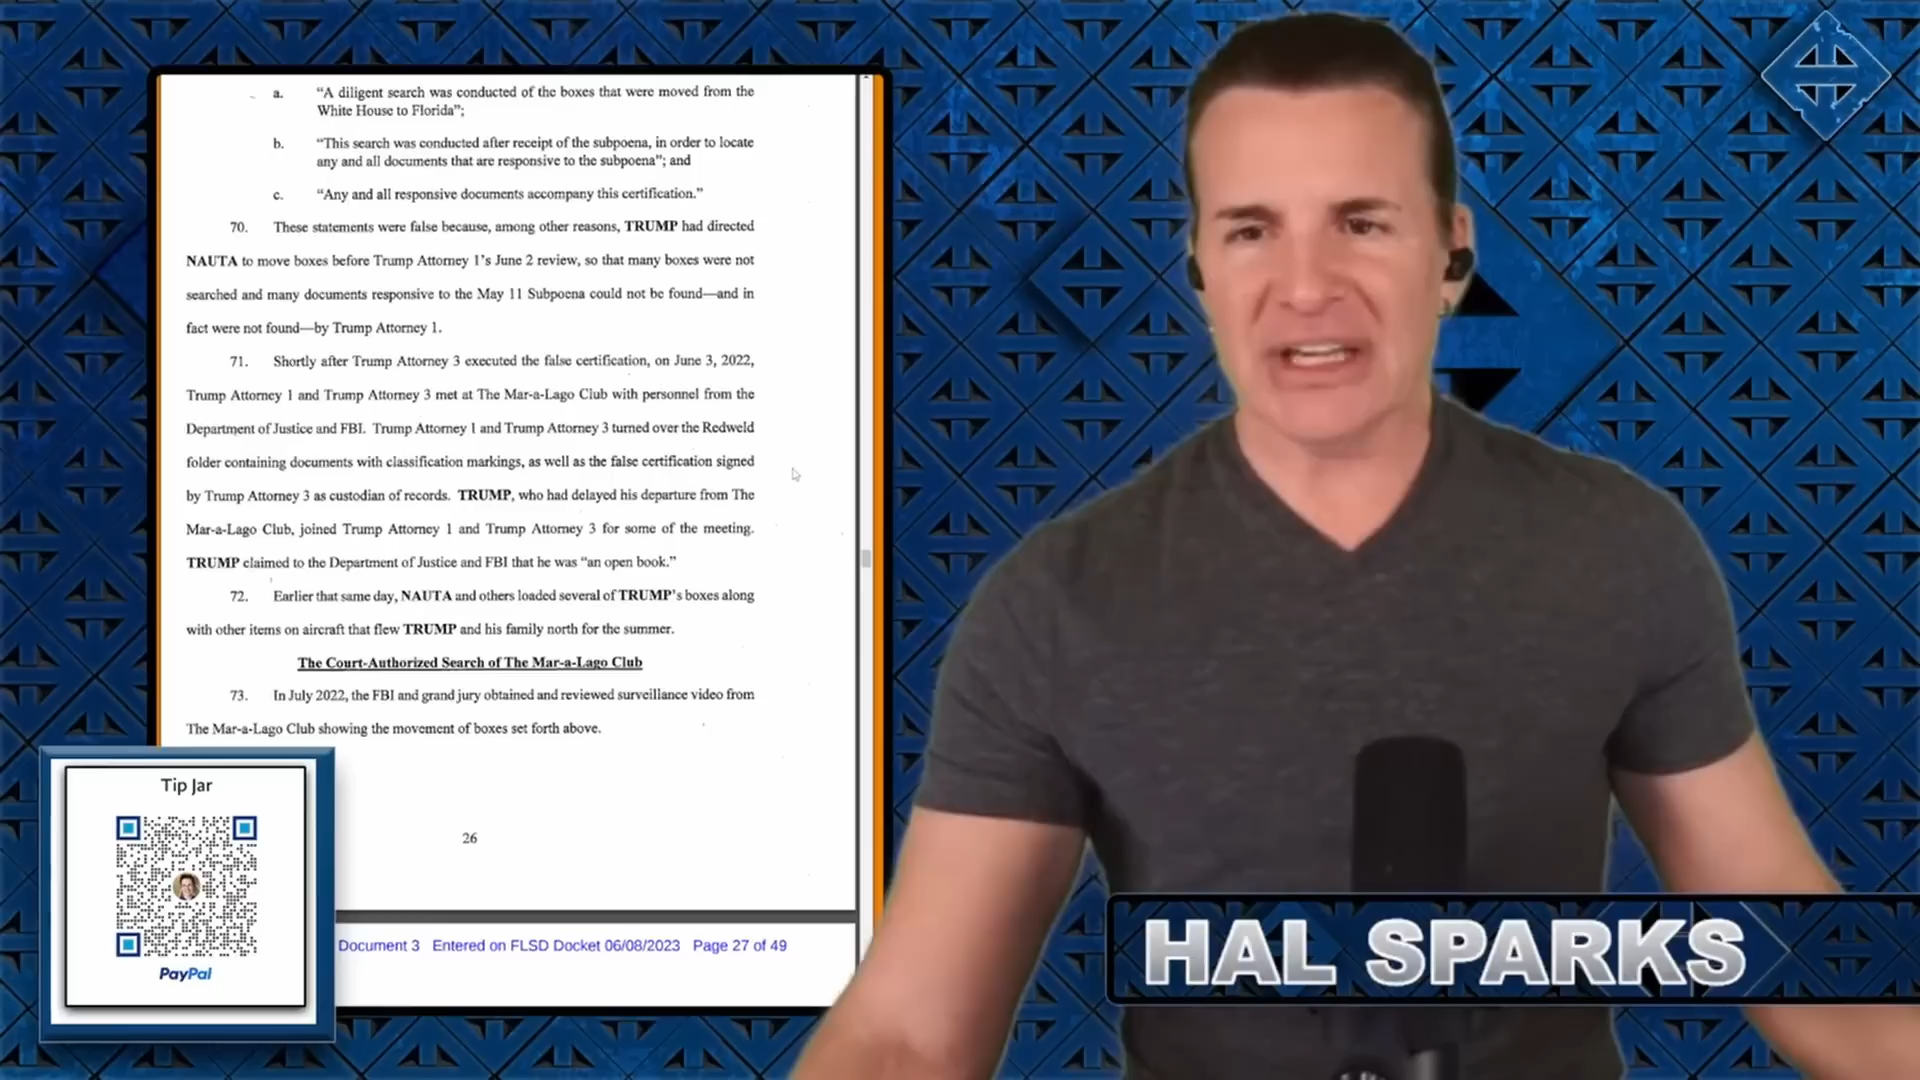 a. "A diligent search was conducted of the boxes that were moved from the
White House to Florida";
b. "This search was conducted after receipt of the subpoena, in order to locate
any and all documents that are responsive to the subpoena"; and
c. "Any and all responsive documents accompany this certification."
70. These statements were false because, among other reasons, TRUMP had directed
NAUTA to move boxes before Trump Attorney 1's June 2 review, so that many boxes were not
searched and many documents responsive to the May 11 Subpoena could not be found—and in
fact were not found—by Trump Attorney 1.
71. Shortly after Trump Attorney 3 executed the false certification, on June 3, 2022,
Trump Attorney 1 and Trump Attorney 3 met at The Mar-a-Lago Club with personnel from the
Department of Justice and FBI. Trump Attorney 1 and Trump Attorney 3 turned over the Redweld
folder containing documents with classification markings, as well as the false certification signed
by Trump Attorney 3 as custodian of records. TRUMP, who had delayed his departure from The
Mar-a-Lago Club, joined Trump Attorney 1 and Trump Attorney 3 for some of the meeting.
TRUMP claimed to the Department of Justice and FBI that he was "an open book."
72. Earlier that same day, NAUTA and others loaded several of TRUMP's boxes along
with other items on aircraft that flew TRUMP and his family north for the summer.
The Court-Authorized Search of The Mar-a-Lago Club
73. In July 2022, the FBI and grand jury obtained and reviewed surveillance video from
The Mar-a-Lago Club showing the movement of boxes set forth above.
26
Document 3 Entered on FLSD Docket 06/08/2023 Page 27 of 49
Tip Jar
PayPal
HAL SPARKS